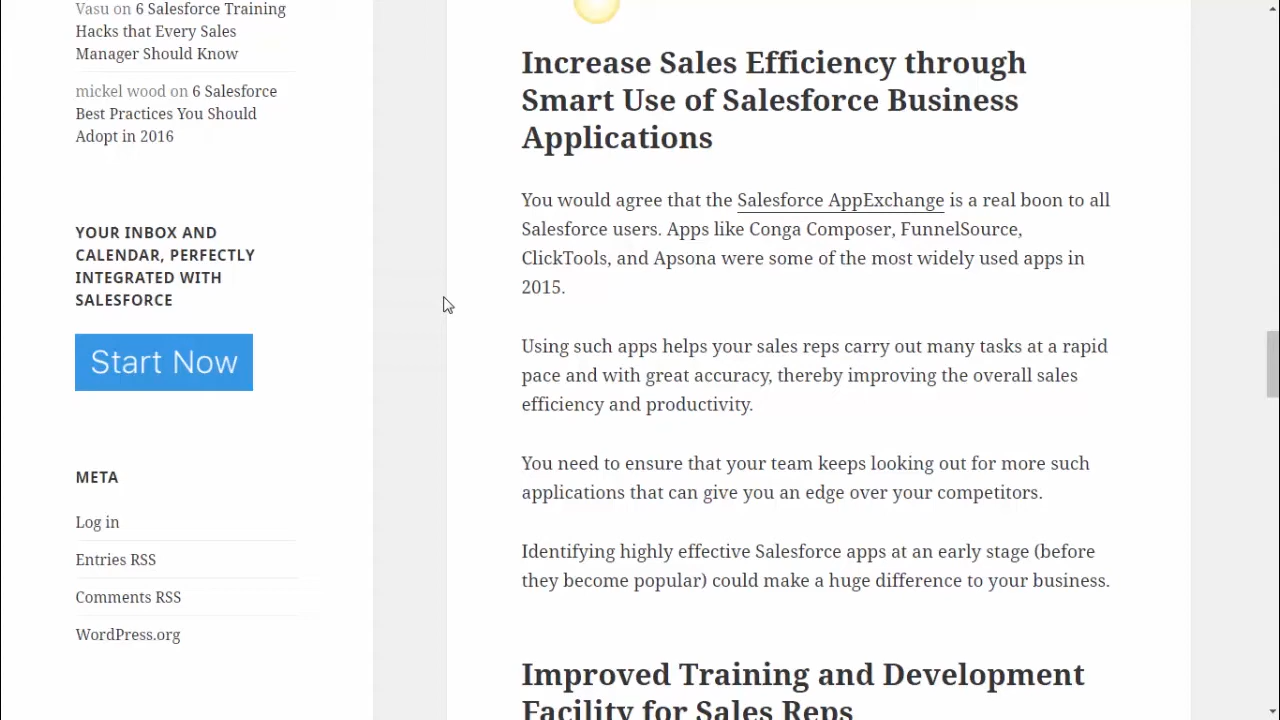 Vasu on 6 Salesforce Training
Hacks that Every Sales
Manager Should Know
mickel wood on 6 Salesforce
Best Practices You Should
Adopt in 2016
YOUR INBOX AND
CALENDAR, PERFECTLY
INTEGRATED WITH
SALESFORCE
Start Now
META
Log in
Entries RSS
Comments RSS
WordPress.org
Increase Sales Efficiency through
Smart Use of Salesforce Business
Applications
You would agree that the Salesforce AppExchange is a real boon to all
Salesforce users. Apps like Conga Composer, FunnelSource,
ClickTools, and Apsona were some of the most widely used apps in
2015.
Using such apps helps your sales reps carry out many tasks at a rapid
pace and with great accuracy, thereby improving the overall sales
efficiency and productivity.
You need to ensure that your team keeps looking out for more such
applications that can give you an edge over your competitors.
Identifying highly effective Salesforce apps at an early stage (before
they become popular) could make a huge difference to your business.
Improved Training and Development
Facility for Sales Reps